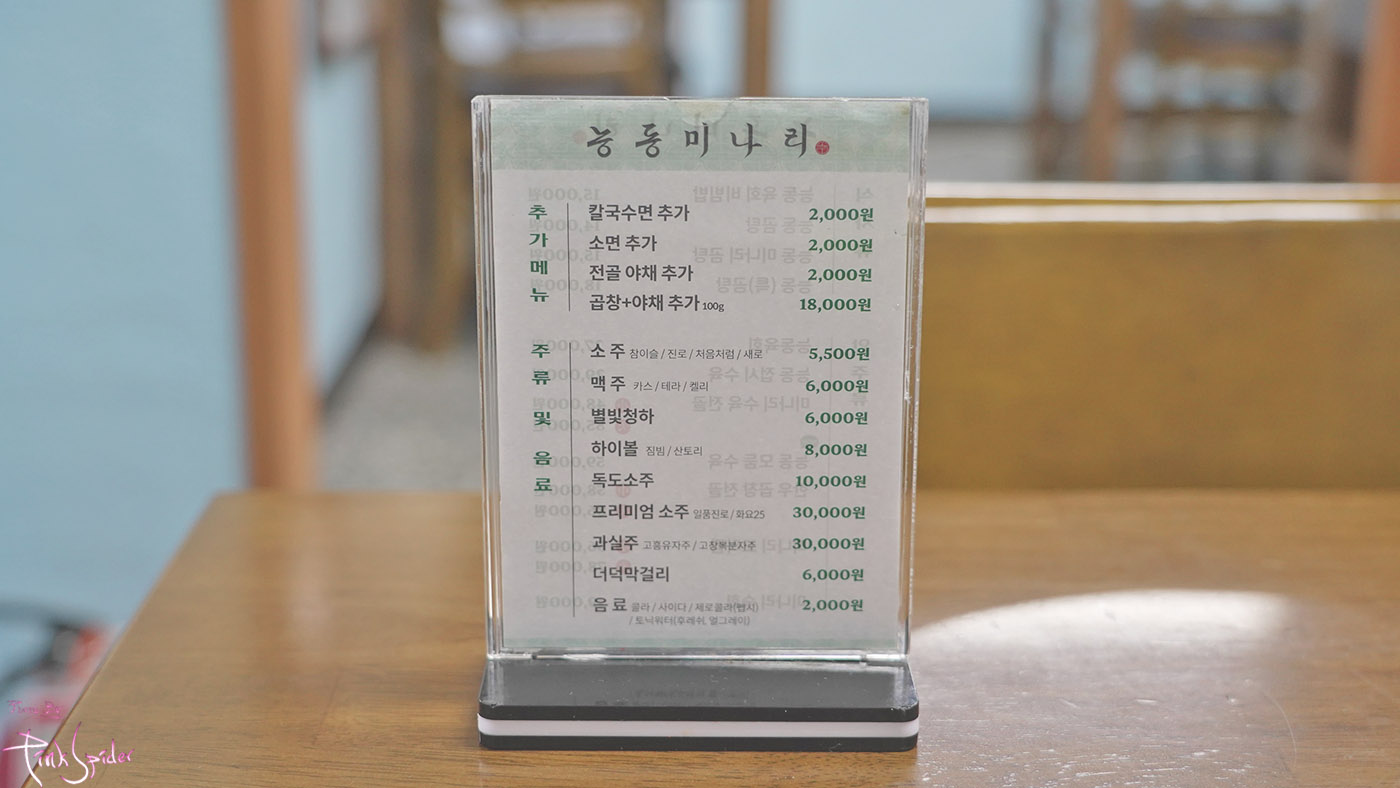 능동미나리
추가메뉴
칼국수면 추가 2,000원
소면 추가 2,000원
전골 야채 추가 2,000원
곱창+야채 추가 100g 18,000원
주류 및 음료
소 주 참이슬 / 진로 / 처음처럼 / 새로 5,500원
맥 주 카스 / 테라 / 켈리 6,000원
별빛청하 6,000원
하이볼 짐빔 / 산토리 8,000원
독도소주 10,000원
프리미엄 소주 일품진로 / 화요25 30,000원
과실주 고흥유자주 / 고창복분자주 30,000원
더덕막걸리 6,000원
음 료 콜라 / 사이다 / 제로콜라(펩시) 2,000원
/ 토닉워터(후레쉬, 얼그레이)
Pink Spider